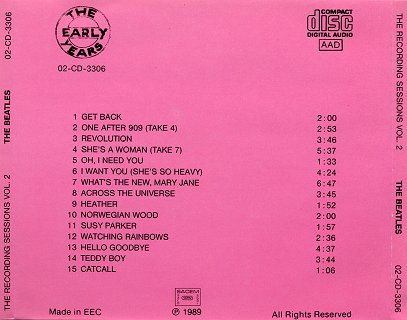 THE
EARLY
YEARS
02-CD-3306
COMPACT
disc
DIGITAL AUDIO
AAD
1 GET BACK 2:00
2 ONE AFTER 909 (TAKE 4) 2:53
3 REVOLUTION 3:46
4 SHE'S A WOMAN (TAKE 7) 5:37
5 OH, I NEED YOU 1:33
6 I WANT YOU (SHE'S SO HEAVY) 4:24
7 WHAT'S THE NEW, MARY JANE 6:47
8 ACROSS THE UNIVERSE 3:45
9 HEATHER 1:52
10 NORWEGIAN WOOD 2:00
11 SUSY PARKER 1:57
12 WATCHING RAINBOWS 2:36
13 HELLO GOODBYE 4:37
14 TEDDY BOY 3:44
15 CATCALL 1:06
SACEM
Made in EEC
℗ 1989
All Rights Reserved
THE RECORDING SESSIONS VOL. 2 THE BEATLES 02-CD-3306
THE RECORDING SESSIONS VOL. 2 THE BEATLES 02-CD-3306